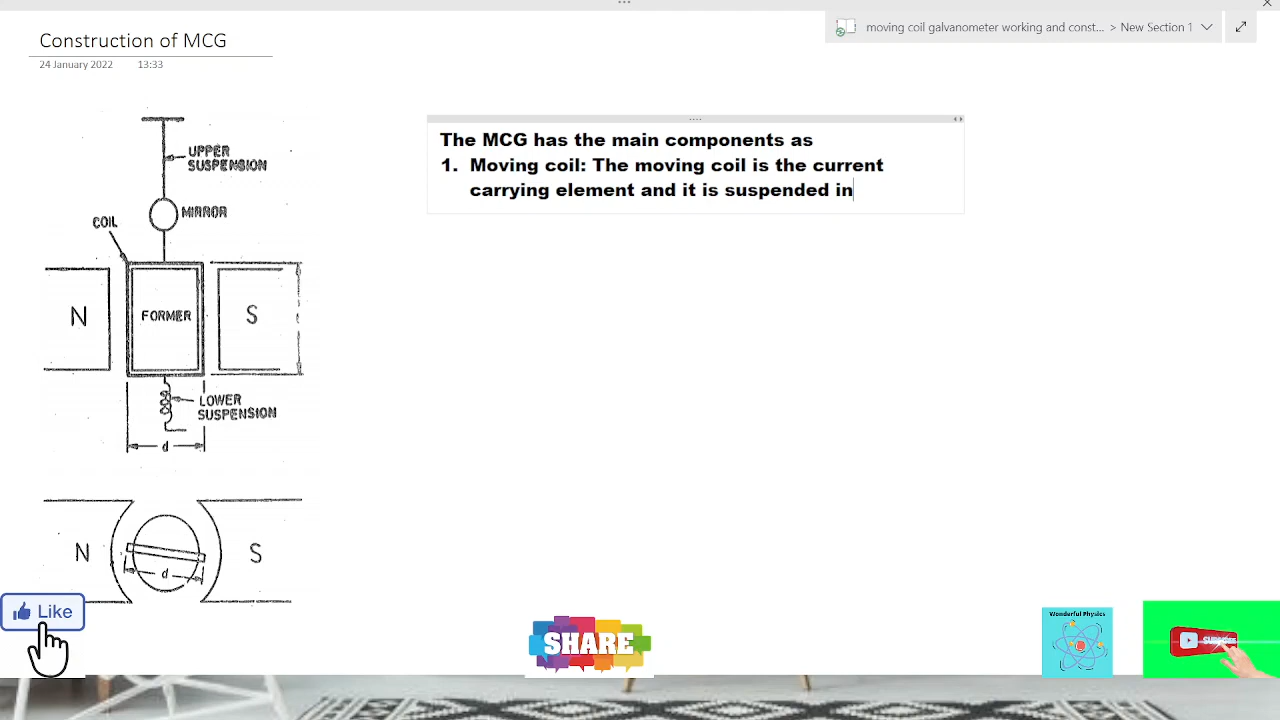 moving coil galvanometer working and const... > New Section 1
Construction of MCG
24 January 2022 13:33
The MCG has the main components as
1. Moving coil: The moving coil is the current
carrying element and it is suspended in
UPPER
SUSPENSION
MIRROR
COIL
N
FORMER
S
LOWER
SUSPENSION
d
N
S
d
Like
SHARE
Wonderful Physics